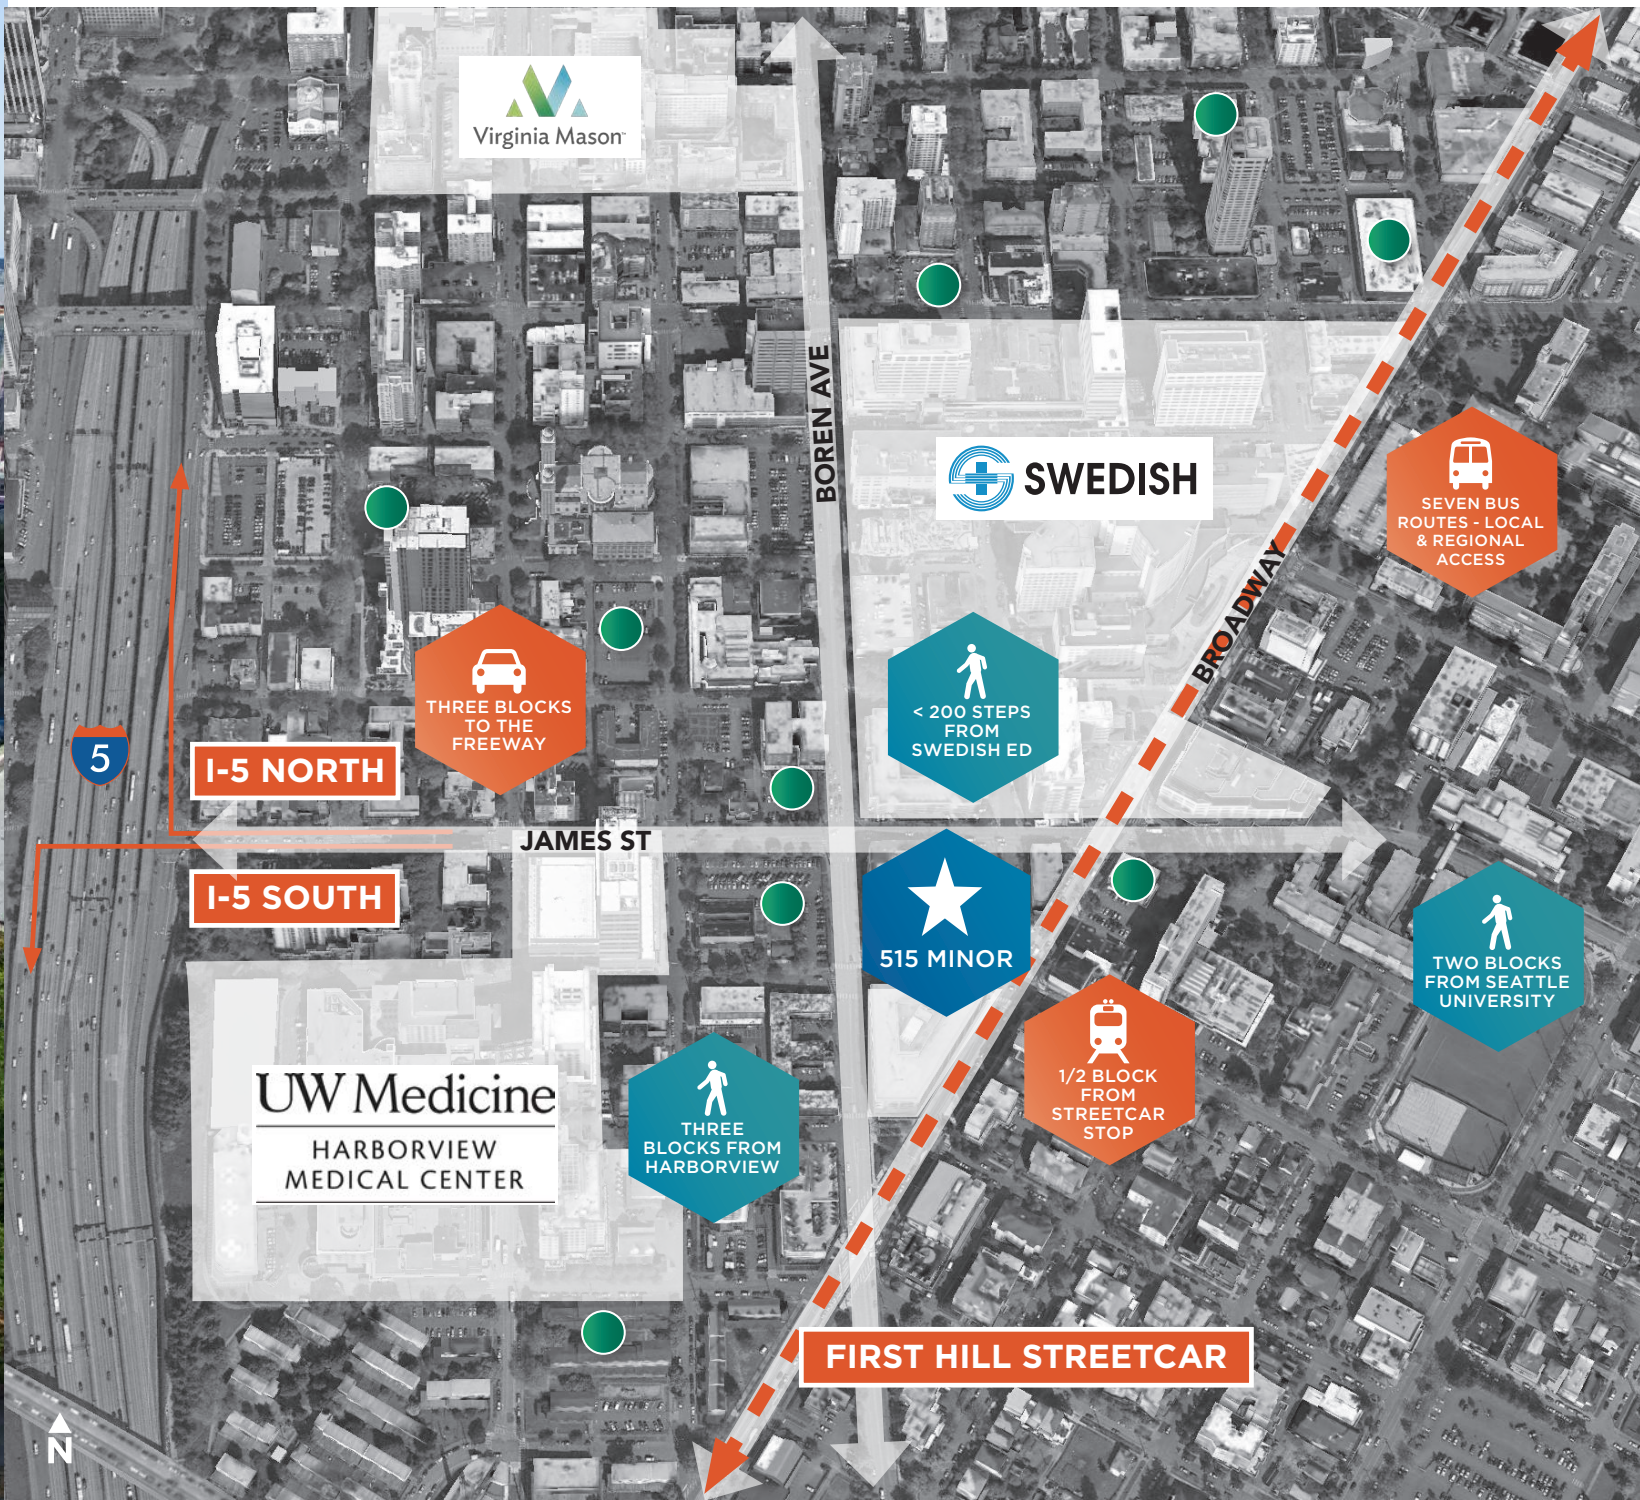 Virginia Mason™
BOREN AVE
SWEDISH
SEVEN BUS
ROUTES - LOCAL
& REGIONAL
ACCESS
BROADWAY
THREE BLOCKS
TO THE
FREEWAY
< 200 STEPS
FROM
SWEDISH ED
5
I-5 NORTH
JAMES ST
I-5 SOUTH
515 MINOR
TWO BLOCKS
FROM SEATTLE
UNIVERSITY
UW Medicine
HARBORVIEW
MEDICAL CENTER
THREE
BLOCKS FROM
HARBORVIEW
1/2 BLOCK
FROM
STREETCAR
STOP
FIRST HILL STREETCAR
N